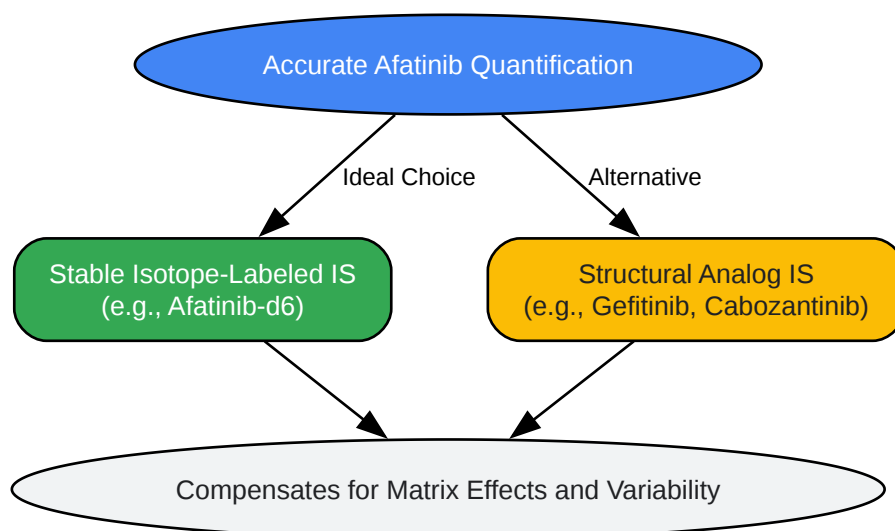 Accurate Afatinib Quantification
Ideal Choice
Alternative
Stable Isotope-Labeled IS
(e.g., Afatinib-d6)
Structural Analog IS
(e.g., Gefitinib, Cabozantinib)
Compensates for Matrix Effects and Variability